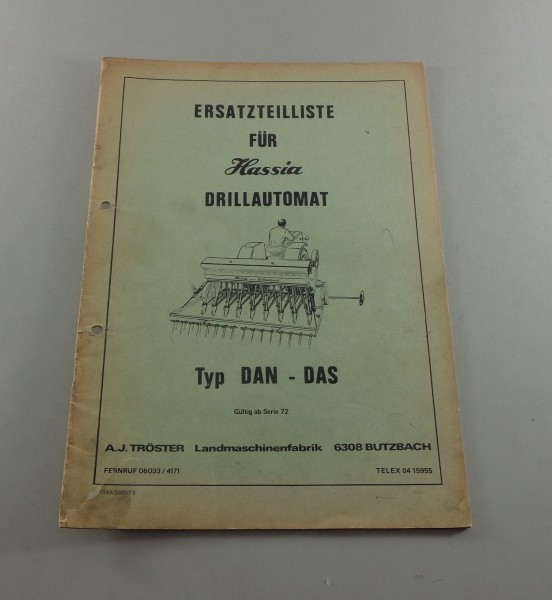 ERSATZTEILLISTE
FÜR
Hassia
DRILLAUTOMAT
Typ DAN - DAS
Gültig ab Serie 72
A.J. TRÖSTER Landmaschinenfabrik 6308 BUTZBACH
FERNRUF 06033 / 4171 TELEX 04 15955